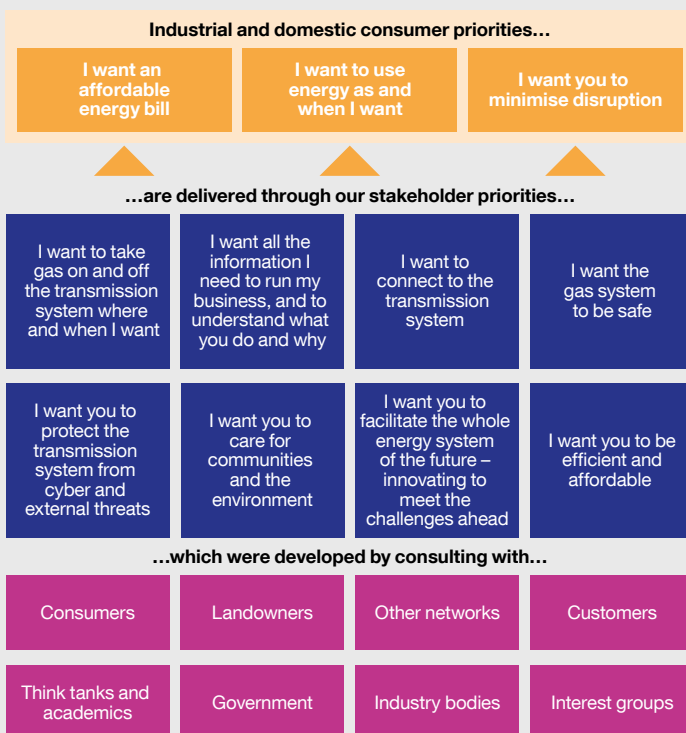 Industrial and domestic consumer priorities…
I want an
affordable
energy bill
I want to use
energy as and
when I want
I want you to
minimise disruption
…are delivered through our stakeholder priorities…
I want to take
gas on and off
the transmission
system where
and when I want
I want all the
information I
need to run my
business, and to
understand what
you do and why
I want to
connect to the
transmission
system
I want the
gas system
to be safe
I want you to
protect the
transmission
system from
cyber and
external threats
I want you to
care for
communities
and the
environment
I want you to
facilitate the whole
energy system
of the future –
innovating to
meet the
challenges ahead
I want you to be
efficient and
affordable
…which were developed by consulting with…
Consumers
Landowners
Other networks
Customers
Think tanks and
academics
Government
Industry bodies
Interest groups